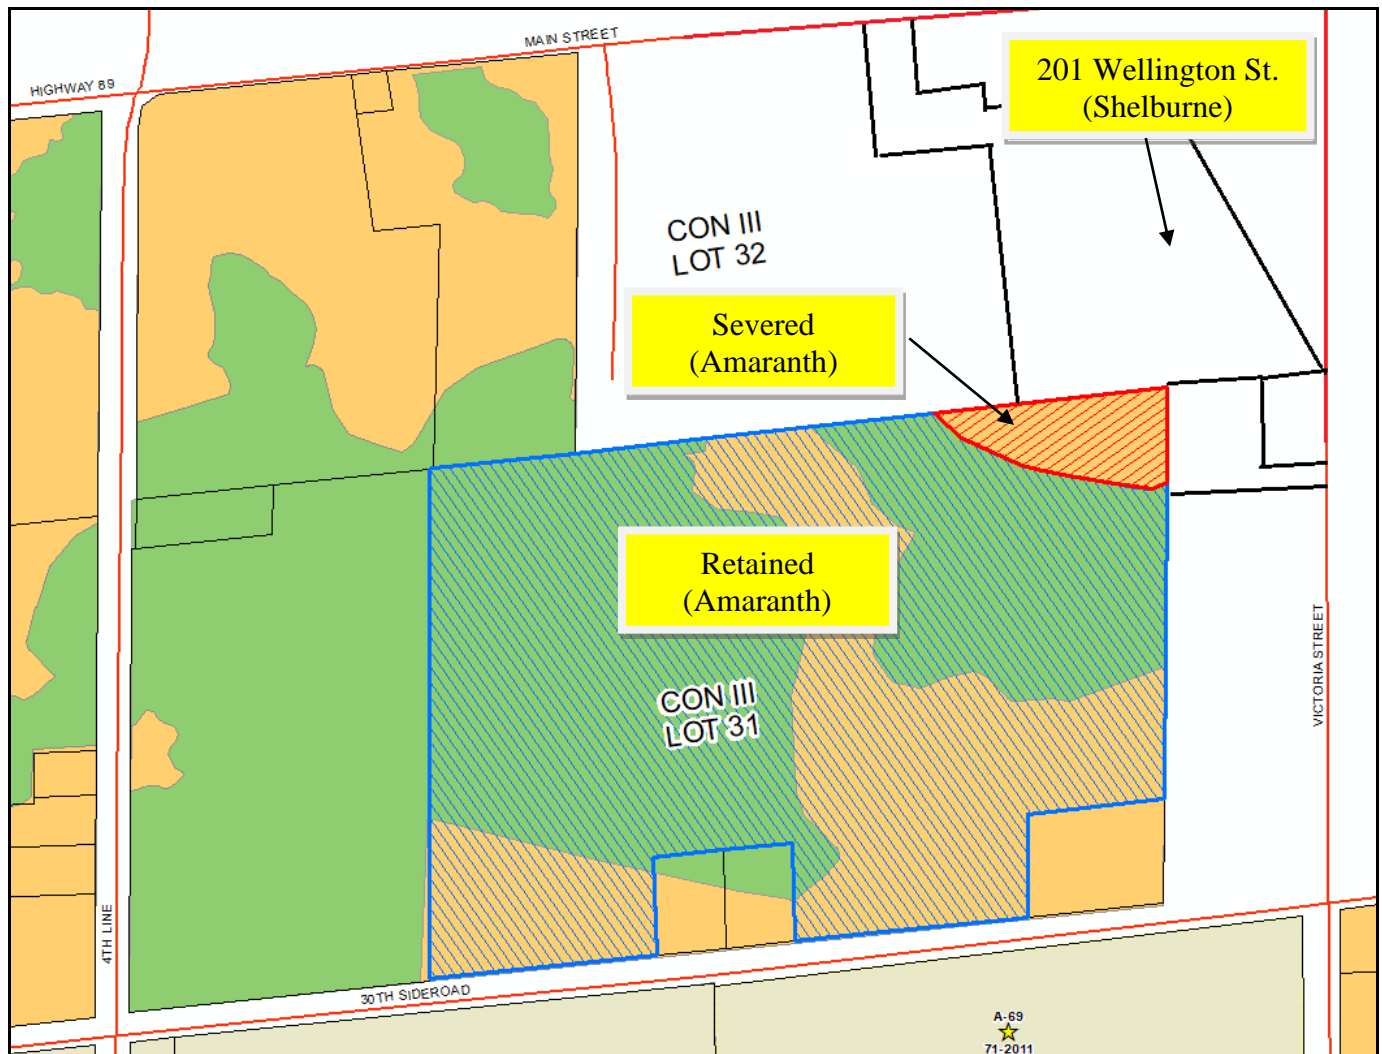 MAIN STREET
HIGHWAY 89
201 Wellington St.
(Shelburne)
CON III
LOT 32
Severed
(Amaranth)
Retained
(Amaranth)
CON III
LOT 31
VICTORIA STREET
4TH LINE
30TH SIDEROAD
A-69
71-2011